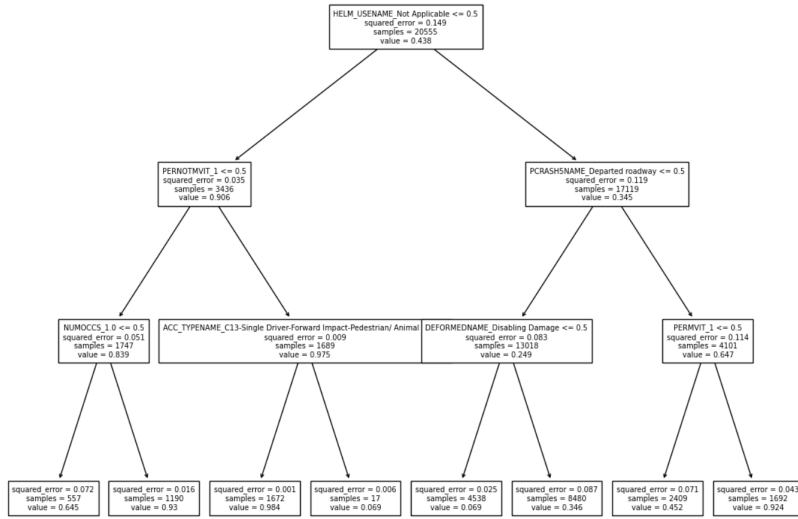 HELM_USENAME_Not Applicable <= 0.5
squared_error = 0.149
samples = 20555
value = 0.438
PERNOTMVIT_1 <= 0.5
squared_error = 0.035
samples = 3436
value = 0.906
PCRASH5NAME_Departed roadway <= 0.5
squared_error = 0.119
samples = 17119
value = 0.345
NUMOCCS_1.0 <= 0.5
squared_error = 0.051
samples = 1747
value = 0.839
ACC_TYPENAME_C13-Single Driver-Forward Impact-Pedestrian/ Animal
squared_error = 0.009
samples = 1689
value = 0.975
DEFORMEDNAME_Disabling Damage <= 0.5
squared_error = 0.083
samples = 13018
value = 0.249
PERMVIT_1 <= 0.5
squared_error = 0.114
samples = 4101
value = 0.647
squared_error = 0.072
samples = 557
value = 0.645
squared_error = 0.016
samples = 1190
value = 0.93
squared_error = 0.001
samples = 1672
value = 0.984
squared_error = 0.006
samples = 17
value = 0.069
squared_error = 0.025
samples = 4538
value = 0.069
squared_error = 0.087
samples = 8480
value = 0.346
squared_error = 0.071
samples = 2409
value = 0.452
squared_error = 0.043
samples = 1692
value = 0.924